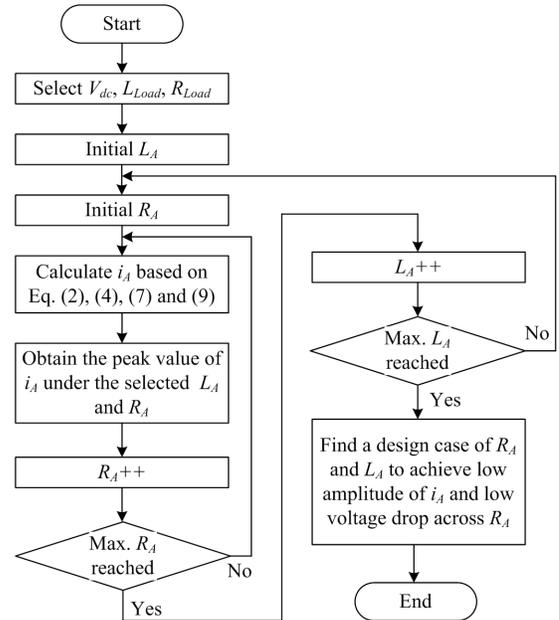 Start
Select V_dc, L_Load, R_Load
Initial L_A
Initial R_A
Calculate i_A based on
Eq. (2), (4), (7) and (9)
Obtain the peak value of
i_A under the selected L_A
and R_A
R_A++
Max. R_A
reached
No
Yes
L_A++
Max. L_A
reached
No
Yes
Find a design case of R_A
and L_A to achieve low
amplitude of i_A and low
voltage drop across R_A
End